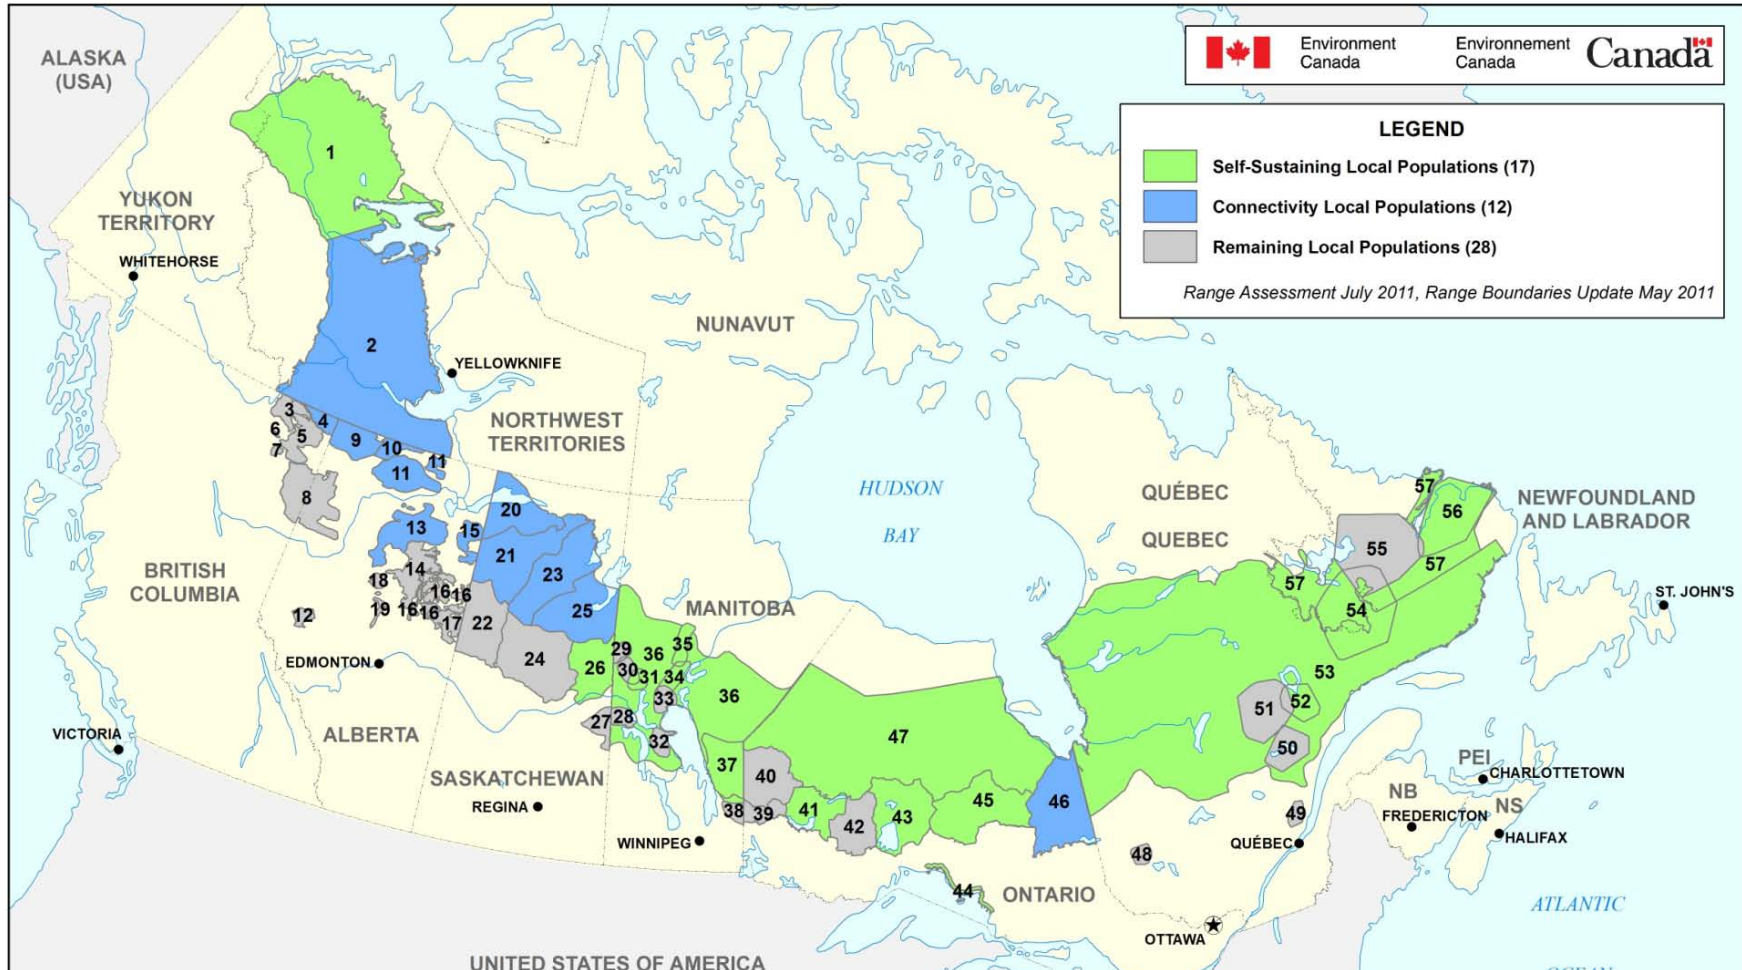 ALASKA
(USA)
Environment
Canada
Environnement
Canada
Canada
LEGEND
Self-Sustaining Local Populations (17)
Connectivity Local Populations (12)
Remaining Local Populations (28)
Range Assessment July 2011, Range Boundaries Update May 2011
1
YUKON
TERRITORY
WHITEHORSE
2
NUNAVUT
YELLOWKNIFE
NORTHWEST
TERRITORIES
3
4
5
6
7
8
9
10
11
11
HUDSON
BAY
QUÉBEC
QUEBEC
NEWFOUNDLAND
AND LABRADOR
57
56
55
57
57
54
ST. JOHN'S
BRITISH
COLUMBIA
13
15
20
21
23
25
14
18
16
16
19
16
16
17
12
22
24
EDMONTON
MANITOBA
26
29
30
31
36
35
34
33
36
27
28
32
53
52
51
50
VICTORIA
ALBERTA
SASKATCHEWAN
REGINA
WINNIPEG
37
40
38
39
47
41
42
43
45
46
44
48
49
PEI
CHARLOTTETOWN
NB
NS
FREDERICTON
HALIFAX
QUÉBEC
ONTARIO
OTTAWA
ATLANTIC
OCEAN
UNITED STATES OF AMERICA